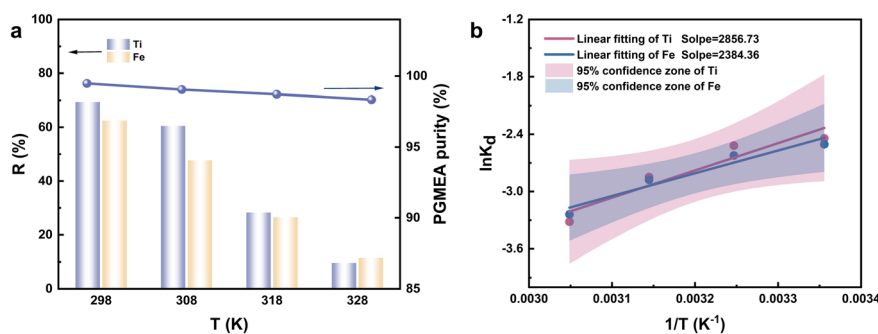 a
Ti
Fe
100
80
60
40
20
0
R (%)
298
308
318
328
T (K)
100
95
90
85
PGMEA purity (%)
b
Linear fitting of Ti Solpe=2856.73
Linear fitting of Fe Solpe=2384.36
95% confidence zone of Ti
95% confidence zone of Fe
-1.2
-1.8
-2.4
-3.0
-3.6
lnKd
0.0030
0.0031
0.0032
0.0033
0.0034
1/T (K-1)